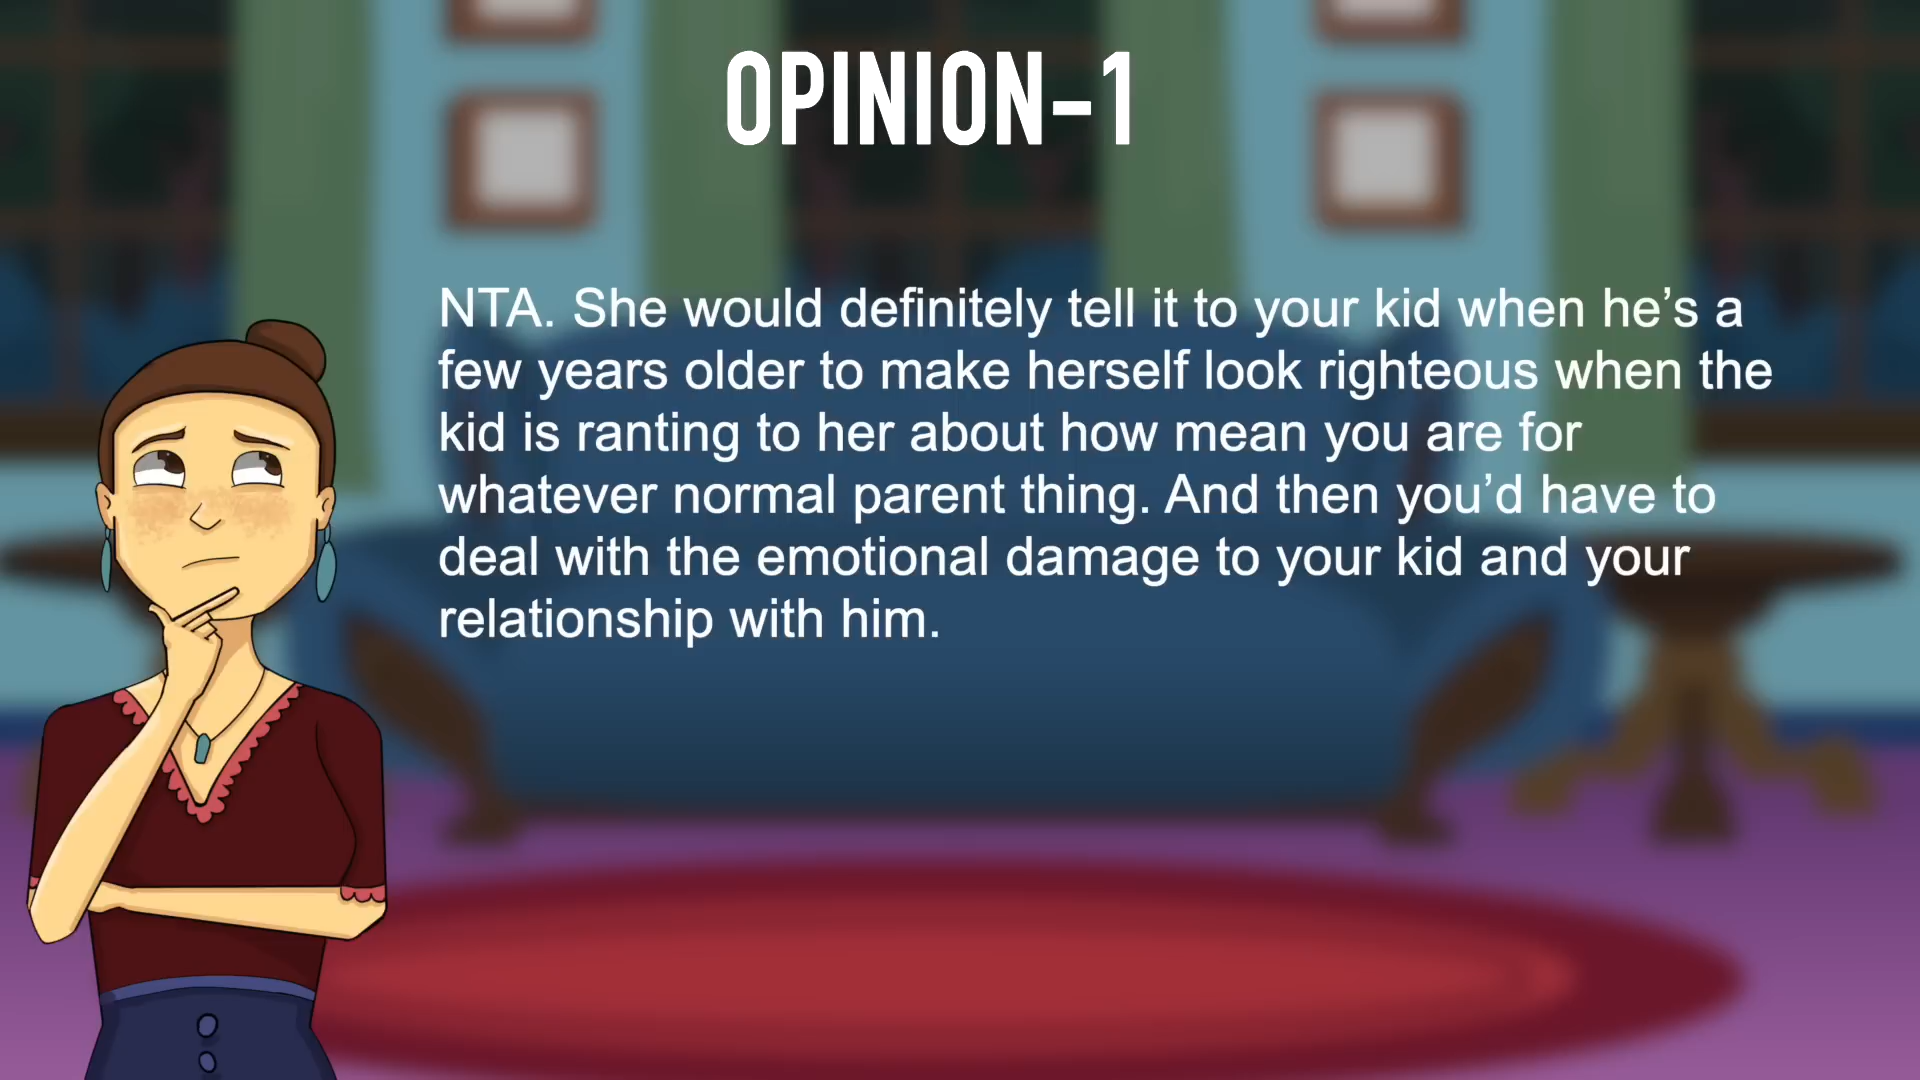 OPINION-1
NTA. She would definitely tell it to your kid when he’s a
few years older to make herself look righteous when the
kid is ranting to her about how mean you are for
whatever normal parent thing. And then you’d have to
deal with the emotional damage to your kid and your
relationship with him.